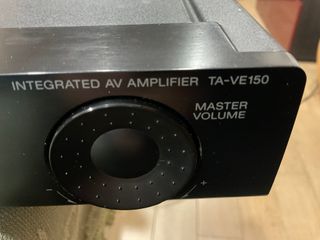 INTEGRATED AV AMPLIFIER TA-VE150
MASTER
VOLUME
- +